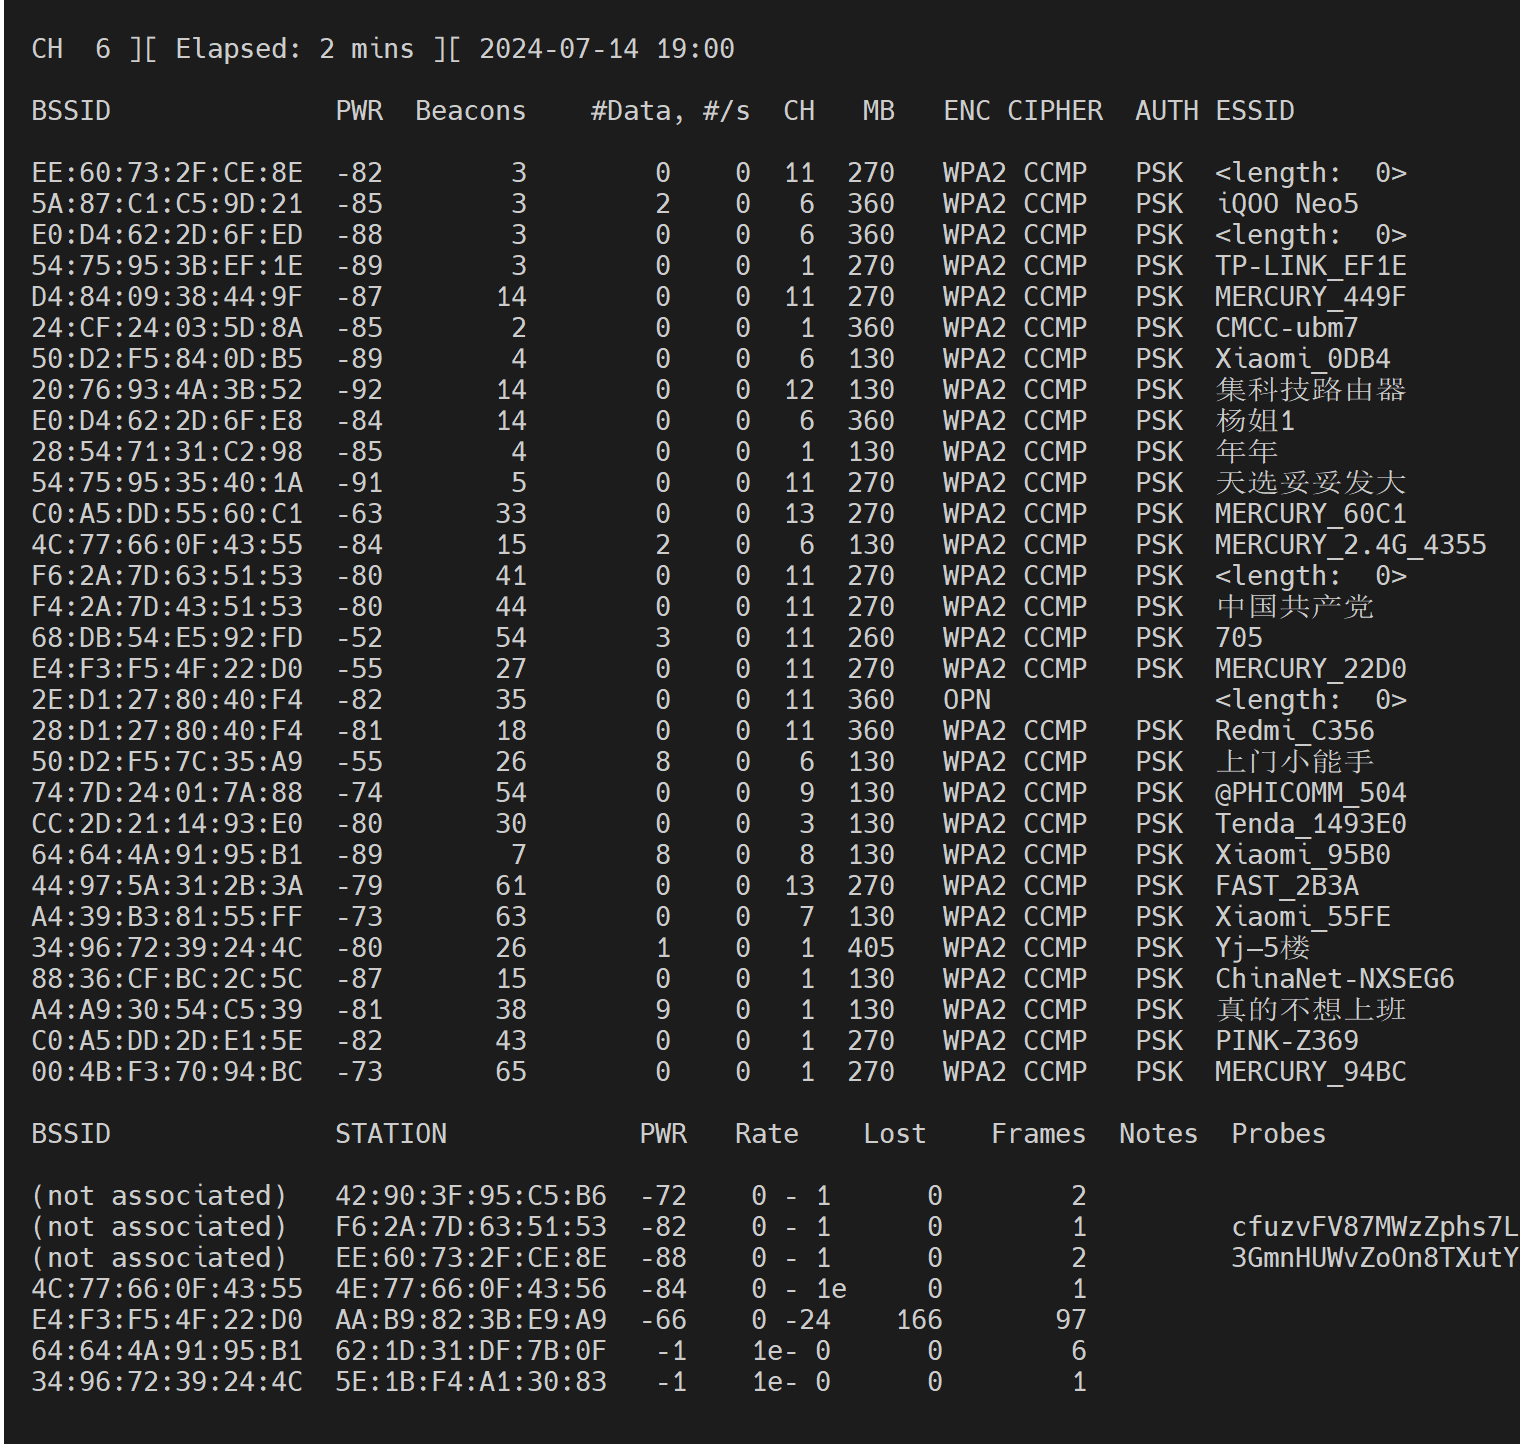 CH  6 ][ Elapsed: 2 mins ][ 2024-07-14 19:00
BSSID              PWR  Beacons    #Data, #/s  CH   MB   ENC CIPHER  AUTH ESSID
EE:60:73:2F:CE:8E  -82        3        0    0  11  270   WPA2 CCMP   PSK  <length:  0>
5A:87:C1:C5:9D:21  -85        3        2    0   6  360   WPA2 CCMP   PSK  iQOO Neo5
E0:D4:62:2D:6F:ED  -88        3        0    0   6  360   WPA2 CCMP   PSK  <length:  0>
54:75:95:3B:EF:1E  -89        3        0    0   1  270   WPA2 CCMP   PSK  TP-LINK_EF1E
D4:84:09:38:44:9F  -87       14        0    0  11  270   WPA2 CCMP   PSK  MERCURY_449F
24:CF:24:03:5D:8A  -85        2        0    0   1  360   WPA2 CCMP   PSK  CMCC-ubm7
50:D2:F5:84:0D:B5  -89        4        0    0   6  130   WPA2 CCMP   PSK  Xiaomi_0DB4
20:76:93:4A:3B:52  -92       14        0    0  12  130   WPA2 CCMP   PSK  集科技路由器
E0:D4:62:2D:6F:E8  -84       14        0    0   6  360   WPA2 CCMP   PSK  杨姐1
28:54:71:31:C2:98  -85        4        0    0   1  130   WPA2 CCMP   PSK  年年
54:75:95:35:40:1A  -91        5        0    0  11  270   WPA2 CCMP   PSK  天选妥妥发大
C0:A5:DD:55:60:C1  -63       33        0    0  13  270   WPA2 CCMP   PSK  MERCURY_60C1
4C:77:66:0F:43:55  -84       15        2    0   6  130   WPA2 CCMP   PSK  MERCURY_2.4G_4355
F6:2A:7D:63:51:53  -80       41        0    0  11  270   WPA2 CCMP   PSK  <length:  0>
F4:2A:7D:43:51:53  -80       44        0    0  11  270   WPA2 CCMP   PSK  中国共产党
68:DB:54:E5:92:FD  -52       54        3    0  11  260   WPA2 CCMP   PSK  705
E4:F3:F5:4F:22:D0  -55       27        0    0  11  270   WPA2 CCMP   PSK  MERCURY_22D0
2E:D1:27:80:40:F4  -82       35        0    0  11  360   OPN              <length:  0>
28:D1:27:80:40:F4  -81       18        0    0  11  360   WPA2 CCMP   PSK  Redmi_C356
50:D2:F5:7C:35:A9  -55       26        8    0   6  130   WPA2 CCMP   PSK  上门小能手
74:7D:24:01:7A:88  -74       54        0    0   9  130   WPA2 CCMP   PSK  @PHICOMM_504
CC:2D:21:14:93:E0  -80       30        0    0   3  130   WPA2 CCMP   PSK  Tenda_1493E0
64:64:4A:91:95:B1  -89        7        8    0   8  130   WPA2 CCMP   PSK  Xiaomi_95B0
44:97:5A:31:2B:3A  -79       61        0    0  13  270   WPA2 CCMP   PSK  FAST_2B3A
A4:39:B3:81:55:FF  -73       63        0    0   7  130   WPA2 CCMP   PSK  Xiaomi_55FE
34:96:72:39:24:4C  -80       26        1    0   1  405   WPA2 CCMP   PSK  Yj—5楼
88:36:CF:BC:2C:5C  -87       15        0    0   1  130   WPA2 CCMP   PSK  ChinaNet-NXSEG6
A4:A9:30:54:C5:39  -81       38        9    0   1  130   WPA2 CCMP   PSK  真的不想上班
C0:A5:DD:2D:E1:5E  -82       43        0    0   1  270   WPA2 CCMP   PSK  PINK-Z369
00:4B:F3:70:94:BC  -73       65        0    0   1  270   WPA2 CCMP   PSK  MERCURY_94BC
BSSID              STATION            PWR   Rate    Lost    Frames  Notes  Probes
(not associated)   42:90:3F:95:C5:B6  -72    0 - 1      0        2
(not associated)   F6:2A:7D:63:51:53  -82    0 - 1      0        1         cfuzvFV87MWzZphs7L
(not associated)   EE:60:73:2F:CE:8E  -88    0 - 1      0        2         3GmnHUWvZoOn8TXutY
4C:77:66:0F:43:55  4E:77:66:0F:43:56  -84    0 - 1e     0        1
E4:F3:F5:4F:22:D0  AA:B9:82:3B:E9:A9  -66    0 -24    166       97
64:64:4A:91:95:B1  62:1D:31:DF:7B:0F   -1    1e- 0      0        6
34:96:72:39:24:4C  5E:1B:F4:A1:30:83   -1    1e- 0      0        1